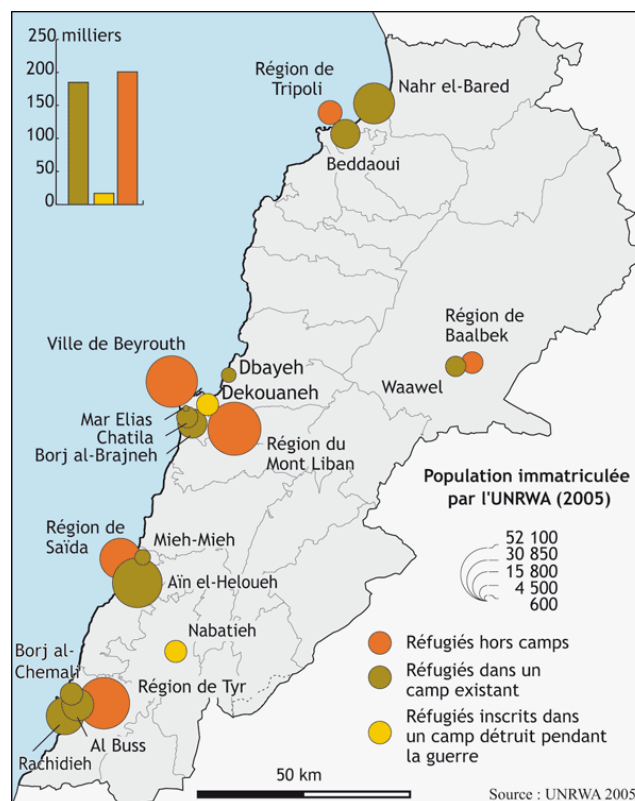 250 milliers
200
150
100
50
0
Région de
Tripoli
Nahr el-Bared
Beddaoui
Ville de Beyrouth
Dbayeh
Dekouaneh
Mar Elias
Chatila
Borj al-Brajneh
Région du
Mont Liban
Région de
Baalbek
Waawel
Région de
Saïda
Mieh-Mieh
Aïn el-Heloueh
Nabatieh
Borj al-
Chemali
Région de Tyr
Al Buss
Rachidieh
Population immatriculée
par l'UNRWA (2005)
52 100
30 850
15 800
4 500
600
Réfugiés hors camps
Réfugiés dans un
camp existant
Réfugiés inscrits dans
un camp détruit pendant
la guerre
50 km
Source : UNRWA 2005